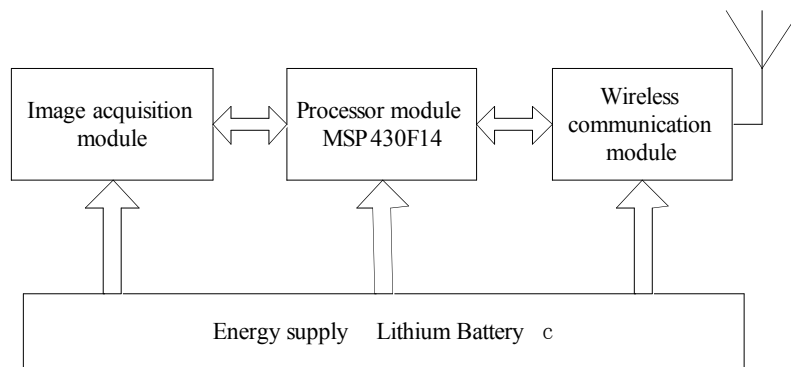 Image acquisition
module
Processor module
MSP430F14
Wireless
communication
module
Energy supply Lithium Battery C